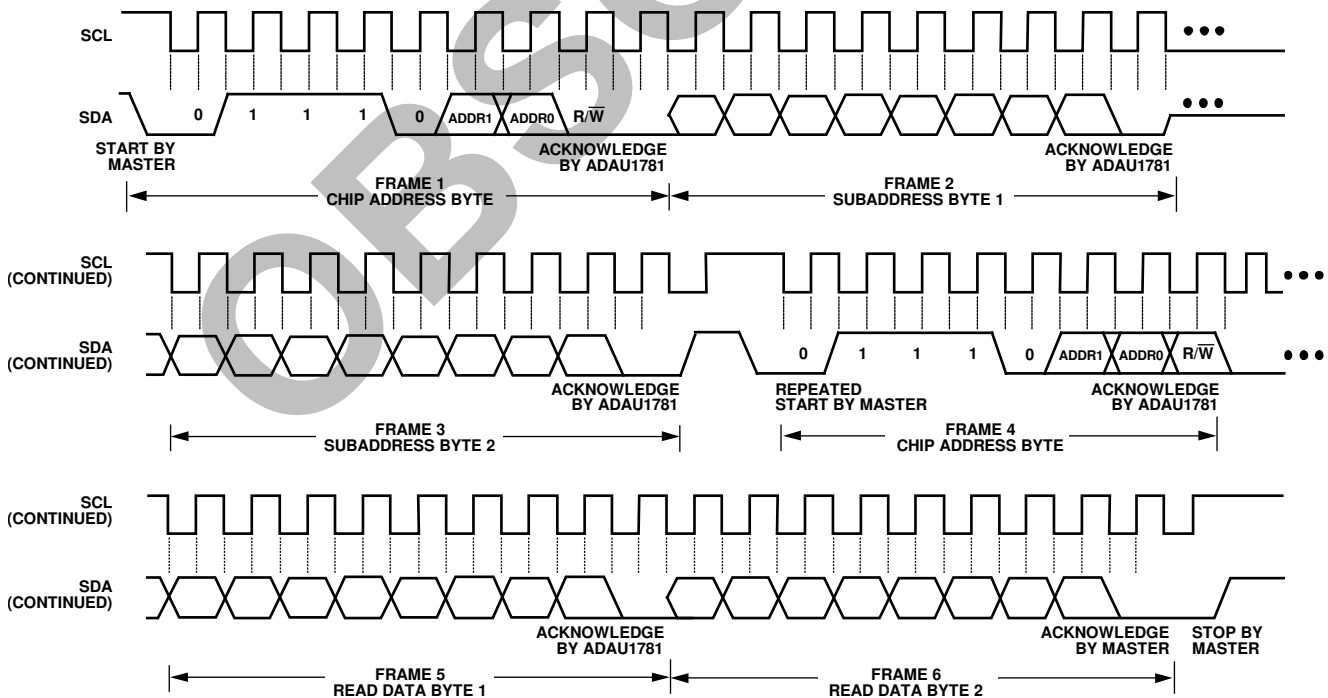 SCL
SDA
0 1 1 1 0 ADDR1 ADDR0 R/W̅
START BY
MASTER
ACKNOWLEDGE
BY ADAU1781
ACKNOWLEDGE
BY ADAU1781
FRAME 1
CHIP ADDRESS BYTE
FRAME 2
SUBADDRESS BYTE 1
SCL
(CONTINUED)
SDA
(CONTINUED)
0 1 1 1 0 ADDR1 ADDR0 R/W̅
ACKNOWLEDGE
BY ADAU1781
REPEATED
START BY MASTER
ACKNOWLEDGE
BY ADAU1781
FRAME 3
SUBADDRESS BYTE 2
FRAME 4
CHIP ADDRESS BYTE
SCL
(CONTINUED)
SDA
(CONTINUED)
ACKNOWLEDGE
BY ADAU1781
ACKNOWLEDGE
BY MASTER
STOP BY
MASTER
FRAME 5
READ DATA BYTE 1
FRAME 6
READ DATA BYTE 2
OBS